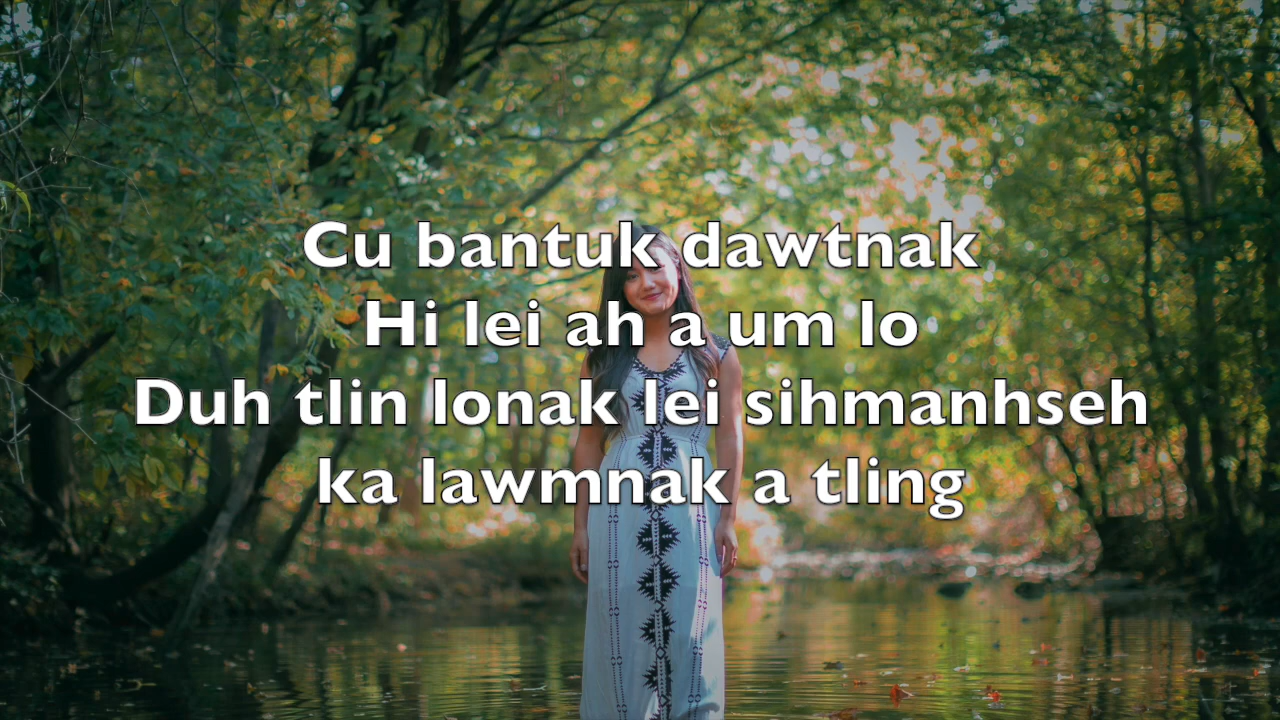 Cu bantuk dawtnak
Hi lei ah a um lo
Duh tlin lonak lei sihmanhseh
ka lawmnak a tling